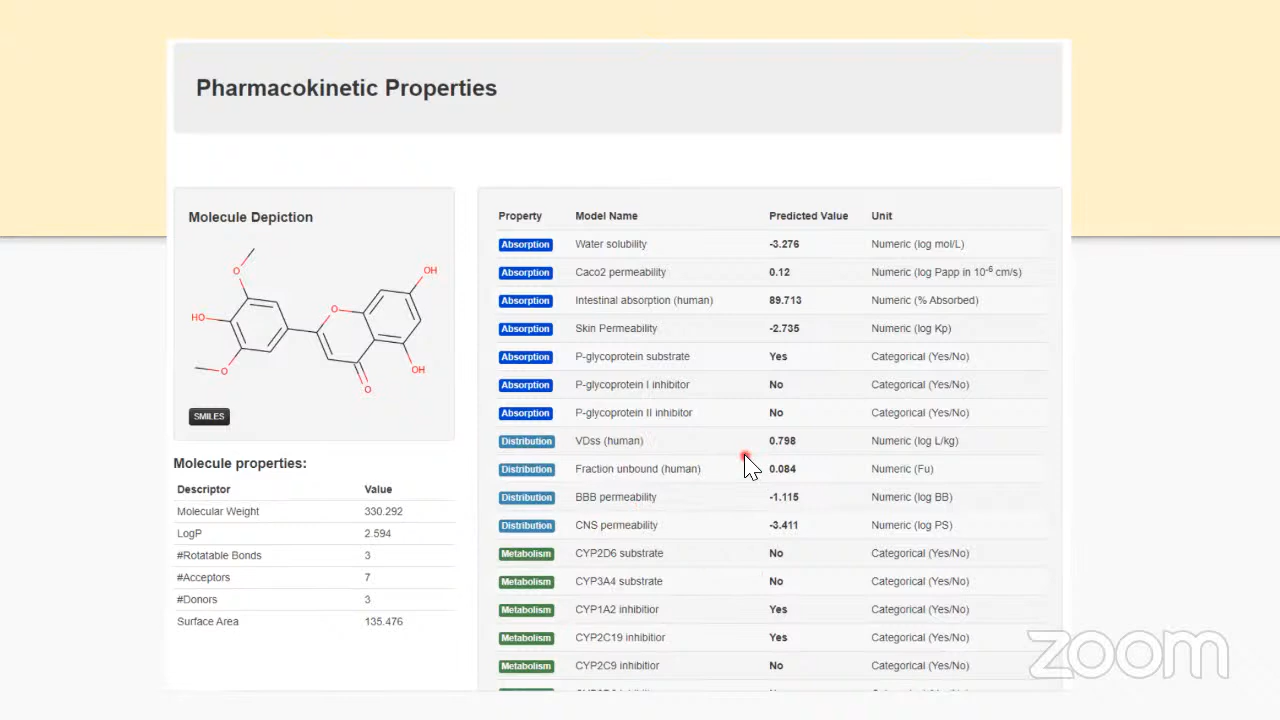 Pharmacokinetic Properties
Molecule Depiction
O
OH
O
HO
O
OH
O
SMILES
Molecule properties:
Descriptor Value
Molecular Weight 330.292
LogP 2.594
#Rotatable Bonds 3
#Acceptors 7
#Donors 3
Surface Area 135.476
Property Model Name Predicted Value Unit
Absorption Water solubility -3.276 Numeric (log mol/L)
Absorption Caco2 permeability 0.12 Numeric (log Papp in 10-6 cm/s)
Absorption Intestinal absorption (human) 89.713 Numeric (% Absorbed)
Absorption Skin Permeability -2.735 Numeric (log Kp)
Absorption P-glycoprotein substrate Yes Categorical (Yes/No)
Absorption P-glycoprotein I inhibitor No Categorical (Yes/No)
Absorption P-glycoprotein II inhibitor No Categorical (Yes/No)
Distribution VDss (human) 0.798 Numeric (log L/kg)
Distribution Fraction unbound (human) 0.084 Numeric (Fu)
Distribution BBB permeability -1.115 Numeric (log BB)
Distribution CNS permeability -3.411 Numeric (log PS)
Metabolism CYP2D6 substrate No Categorical (Yes/No)
Metabolism CYP3A4 substrate No Categorical (Yes/No)
Metabolism CYP1A2 inhibitior Yes Categorical (Yes/No)
Metabolism CYP2C19 inhibitior Yes Categorical (Yes/No)
Metabolism CYP2C9 inhibitior No Categorical (Yes/No)
zoom